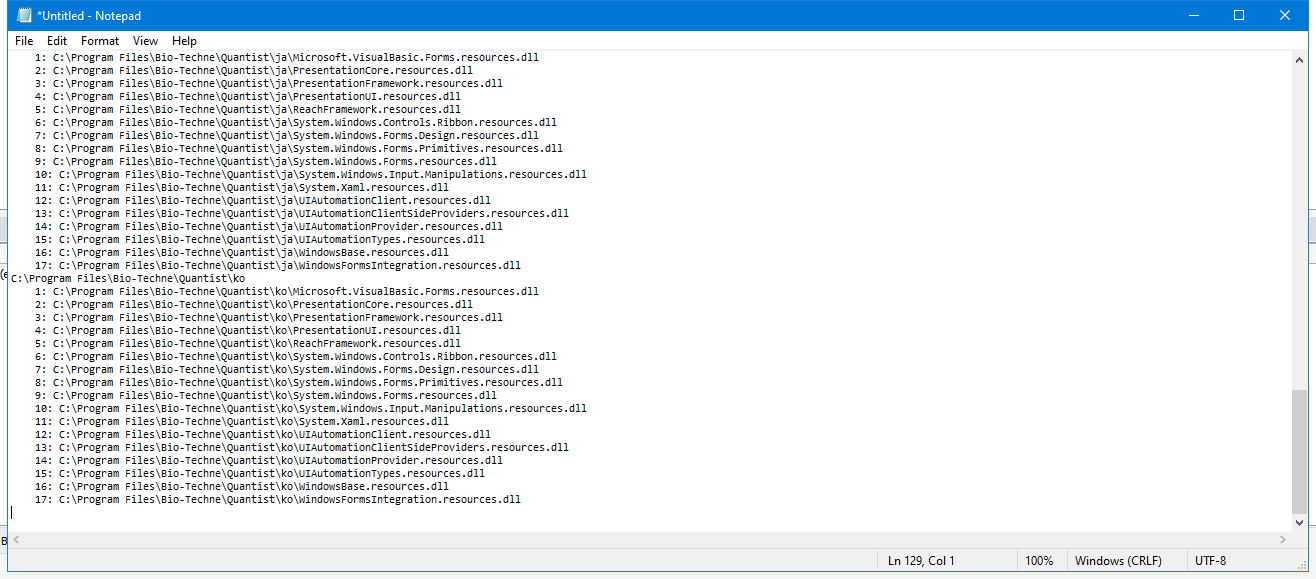 *Untitled - Notepad
File Edit Format View Help
1: C:\Program Files\Bio-Techne\Quantist\ja\Microsoft.VisualBasic.Forms.resources.dll
2: C:\Program Files\Bio-Techne\Quantist\ja\PresentationCore.resources.dll
3: C:\Program Files\Bio-Techne\Quantist\ja\PresentationFramework.resources.dll
4: C:\Program Files\Bio-Techne\Quantist\ja\PresentationUI.resources.dll
5: C:\Program Files\Bio-Techne\Quantist\ja\ReachFramework.resources.dll
6: C:\Program Files\Bio-Techne\Quantist\ja\System.Windows.Controls.Ribbon.resources.dll
7: C:\Program Files\Bio-Techne\Quantist\ja\System.Windows.Forms.Design.resources.dll
8: C:\Program Files\Bio-Techne\Quantist\ja\System.Windows.Forms.Primitives.resources.dll
9: C:\Program Files\Bio-Techne\Quantist\ja\System.Windows.Forms.resources.dll
10: C:\Program Files\Bio-Techne\Quantist\ja\System.Windows.Input.Manipulations.resources.dll
11: C:\Program Files\Bio-Techne\Quantist\ja\System.Xaml.resources.dll
12: C:\Program Files\Bio-Techne\Quantist\ja\UIAutomationClient.resources.dll
13: C:\Program Files\Bio-Techne\Quantist\ja\UIAutomationClientSideProviders.resources.dll
14: C:\Program Files\Bio-Techne\Quantist\ja\UIAutomationProvider.resources.dll
15: C:\Program Files\Bio-Techne\Quantist\ja\UIAutomationTypes.resources.dll
16: C:\Program Files\Bio-Techne\Quantist\ja\WindowsBase.resources.dll
17: C:\Program Files\Bio-Techne\Quantist\ja\WindowsFormsIntegration.resources.dll
C:\Program Files\Bio-Techne\Quantist\ko
1: C:\Program Files\Bio-Techne\Quantist\ko\Microsoft.VisualBasic.Forms.resources.dll
2: C:\Program Files\Bio-Techne\Quantist\ko\PresentationCore.resources.dll
3: C:\Program Files\Bio-Techne\Quantist\ko\PresentationFramework.resources.dll
4: C:\Program Files\Bio-Techne\Quantist\ko\PresentationUI.resources.dll
5: C:\Program Files\Bio-Techne\Quantist\ko\ReachFramework.resources.dll
6: C:\Program Files\Bio-Techne\Quantist\ko\System.Windows.Controls.Ribbon.resources.dll
7: C:\Program Files\Bio-Techne\Quantist\ko\System.Windows.Forms.Design.resources.dll
8: C:\Program Files\Bio-Techne\Quantist\ko\System.Windows.Forms.Primitives.resources.dll
9: C:\Program Files\Bio-Techne\Quantist\ko\System.Windows.Forms.resources.dll
10: C:\Program Files\Bio-Techne\Quantist\ko\System.Windows.Input.Manipulations.resources.dll
11: C:\Program Files\Bio-Techne\Quantist\ko\System.Xaml.resources.dll
12: C:\Program Files\Bio-Techne\Quantist\ko\UIAutomationClient.resources.dll
13: C:\Program Files\Bio-Techne\Quantist\ko\UIAutomationClientSideProviders.resources.dll
14: C:\Program Files\Bio-Techne\Quantist\ko\UIAutomationProvider.resources.dll
15: C:\Program Files\Bio-Techne\Quantist\ko\UIAutomationTypes.resources.dll
16: C:\Program Files\Bio-Techne\Quantist\ko\WindowsBase.resources.dll
17: C:\Program Files\Bio-Techne\Quantist\ko\WindowsFormsIntegration.resources.dll
Ln 129, Col 1 100% Windows (CRLF) UTF-8